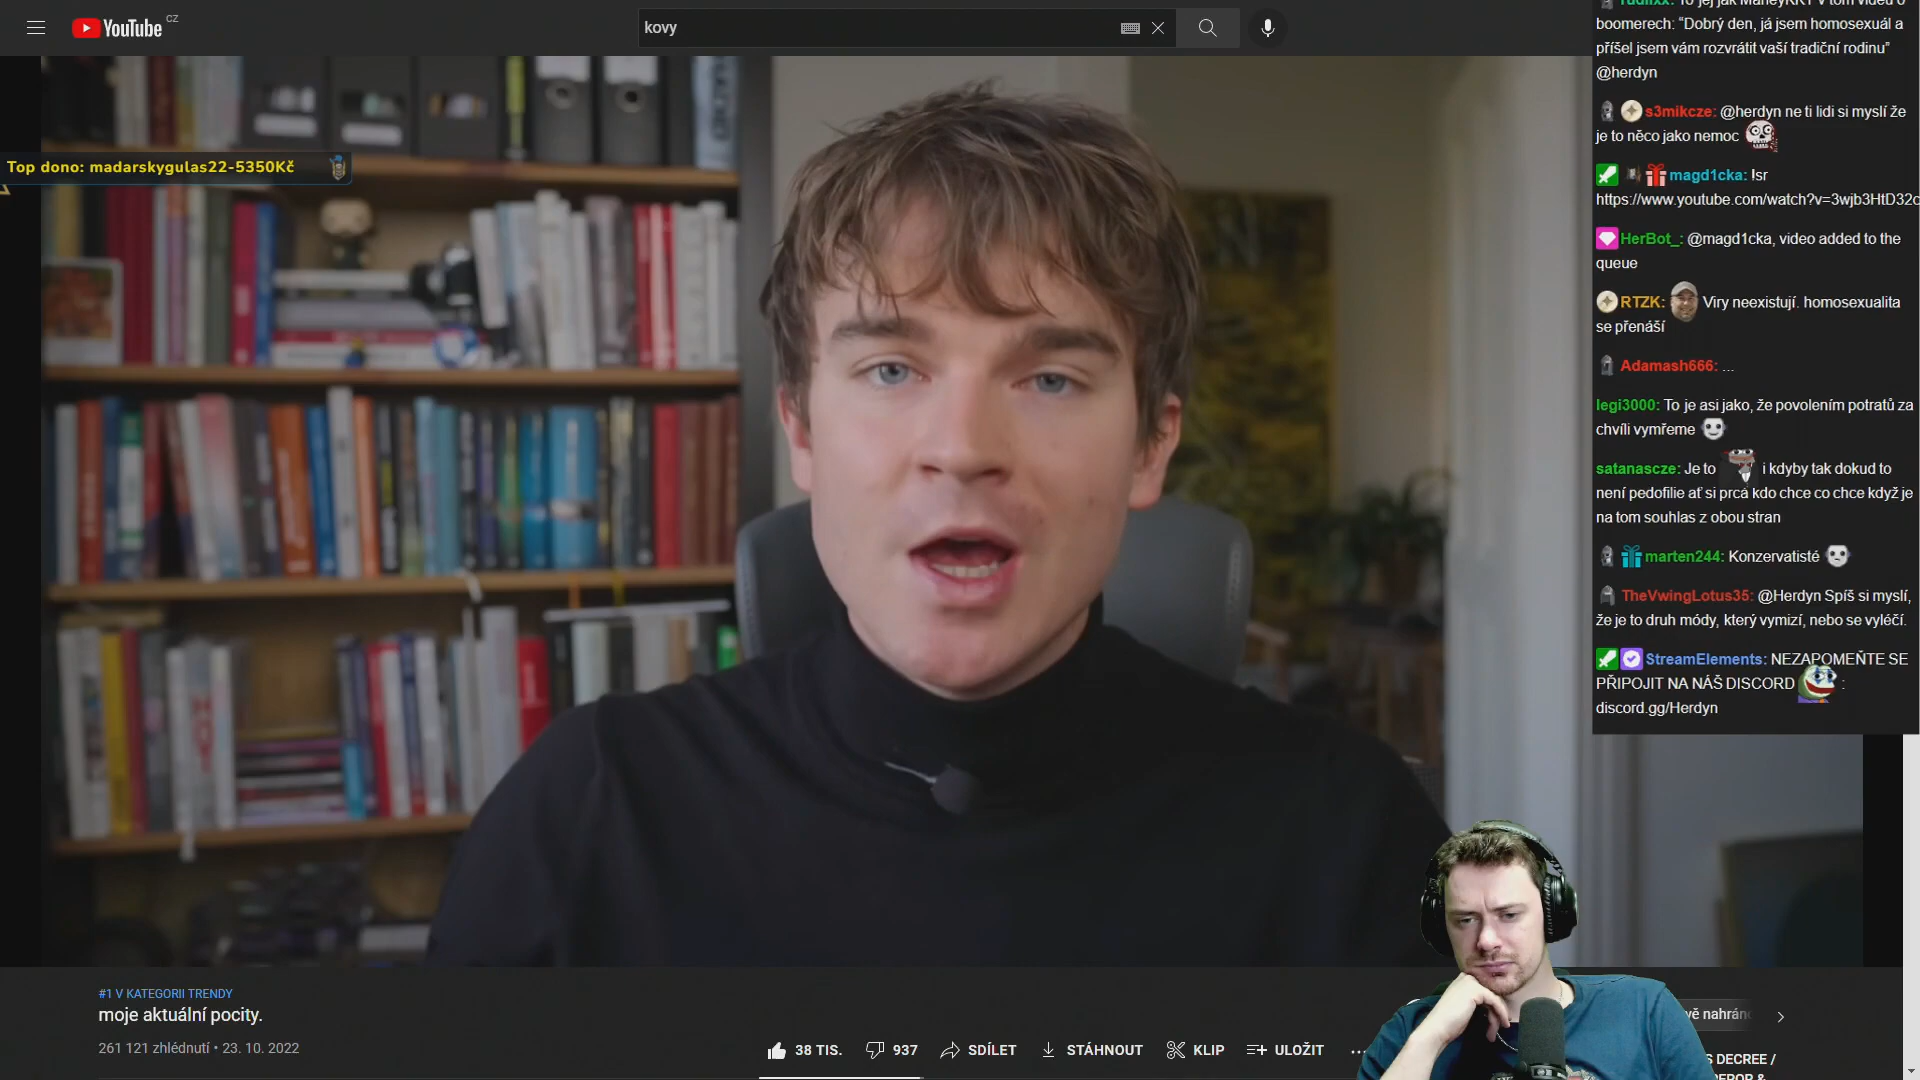 YouTube CZ
kovy
Top dono: madarskygulas22-5350Kč
boomerech: “Dobrý den, já jsem homosexuál a
příšel jsem vám rozvrátit vaší tradiční rodinu”
@herdyn
s3mikcze: @herdyn ne ti lidi si myslí že
je to něco jako nemoc
magd1cka: !sr
https://www.youtube.com/watch?v=3wjb3HtD32c
HerBot_: @magd1cka, video added to the
queue
RTZK: Viry neexistují. homosexualita
se přenáší
Adamash666: ...
legi3000: To je asi jako, že povolením potratů za
chvíli vymřeme
satanascze: Je to i kdyby tak dokud to
není pedofilie ať si prcá kdo chce co chce když je
na tom souhlas z obou stran
marten244: Konzervatisté
TheVwingLotus35: @Herdyn Spíš si myslí,
že je to druh módy, který vymizí, nebo se vyléčí.
StreamElements: NEZAPOMEŇTE SE
PŘIPOJIT NA NÁŠ DISCORD :
discord.gg/Herdyn
#1 V KATEGORII TRENDY
moje aktuální pocity.
261 121 zhlédnutí • 23. 10. 2022
38 TIS. 937 SDÍLET STÁHNOUT KLIP ULOŽIT ...
vě nahráno
S DECREE /